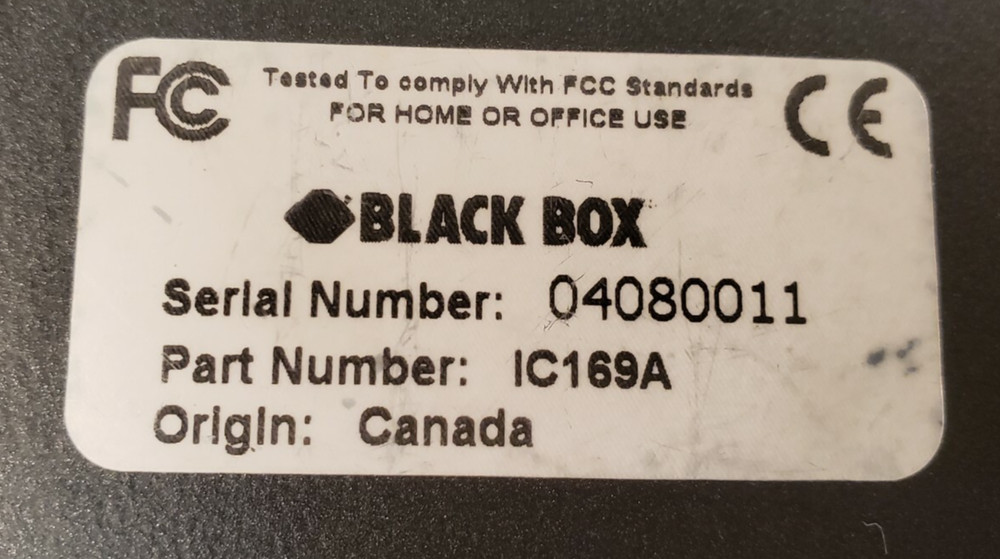 FCC Tested To comply With FCC Standards CE
FOR HOME OR OFFICE USE
BLACK BOX
Serial Number: 04080011
Part Number: IC169A
Origin: Canada